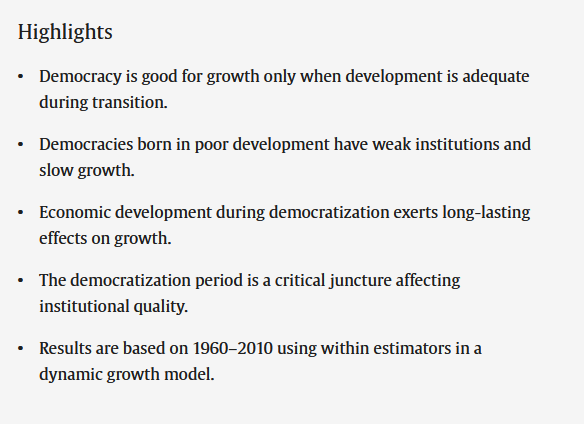 Highlights
• Democracy is good for growth only when development is adequate
during transition.
• Democracies born in poor development have weak institutions and
slow growth.
• Economic development during democratization exerts long-lasting
effects on growth.
• The democratization period is a critical juncture affecting
institutional quality.
• Results are based on 1960–2010 using within estimators in a
dynamic growth model.